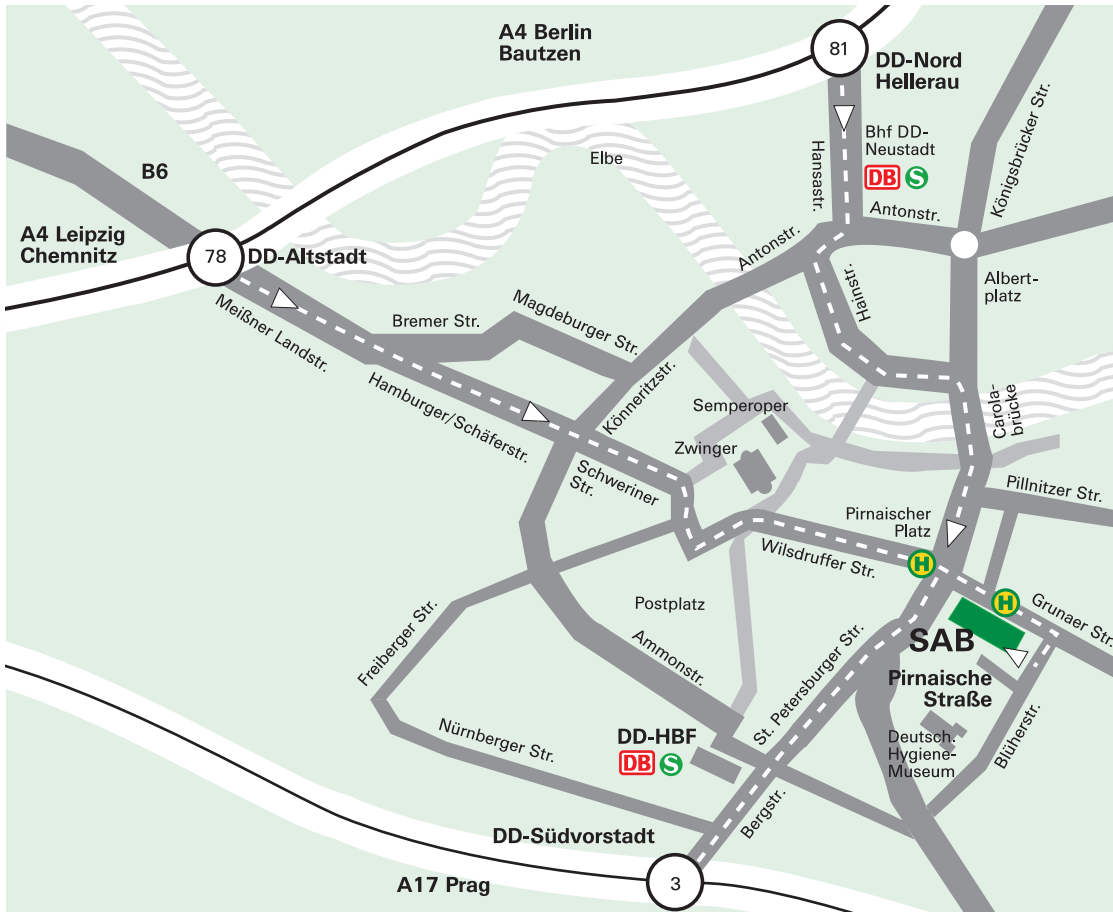 A4 Berlin
Bautzen
81
DD-Nord
Hellerau
Königsbrücker Str.
Bhf DD-
Neustadt
DB S
Hansastr.
Elbe
B6
Antonstr.
Antonstr.
A4 Leipzig
Chemnitz
78
DD-Altstadt
Albert-
platz
Hainstr.
Meißner Landstr.
Bremer Str.
Magdeburger Str.
Hamburger/Schäferstr.
Könneritzstr.
Semperoper
Carola-
brücke
Zwinger
Schweriner
Str.
Pillnitzer Str.
Pirnaischer
Platz
Wilsdruffer Str.
H
H
Grunaer Str.
Postplatz
SAB
Freiberger Str.
Ammonstr.
St. Petersburger Str.
Pirnaische
Straße
Nürnberger Str.
DD-HBF
DB S
Deutsch.
Hygiene-
Museum
Blüherstr.
Bergstr.
DD-Südvorstadt
3
A17 Prag